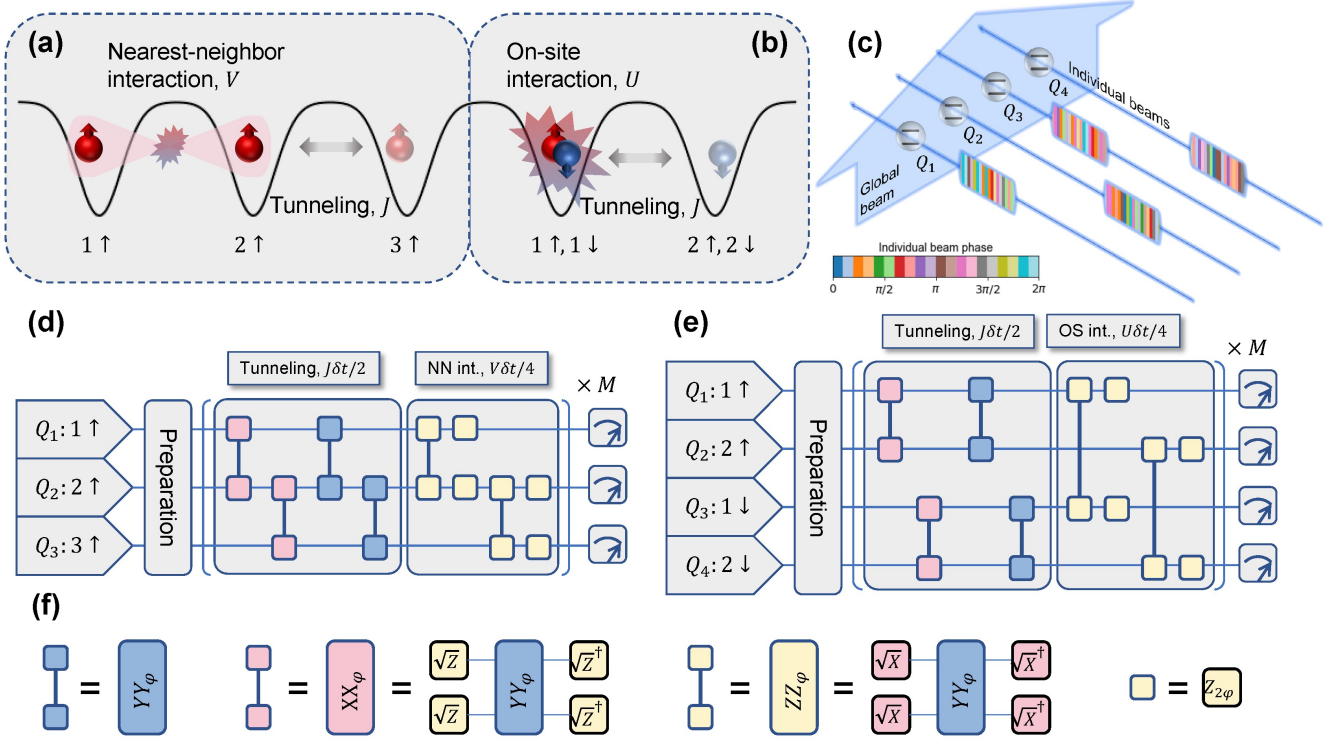 (a)
Nearest-neighbor
interaction, V
Tunneling, J
1 ↑
2 ↑
3 ↑
(b)
On-site
interaction, U
Tunneling, J
1 ↑, 1 ↓
2 ↑, 2 ↓
(c)
Q₄
Q₃
Q₂
Q₁
Individual beams
Global
beam
Individual beam phase
0 π/2 π 3π/2 2π
(d)
Tunneling, Jδt/2
NN int., Vδt/4
× M
Q₁: 1 ↑
Q₂: 2 ↑
Q₃: 3 ↑
Preparation
(e)
Tunneling, Jδt/2
OS int., Uδt/4
× M
Q₁: 1 ↑
Q₂: 2 ↑
Q₃: 1 ↓
Q₄: 2 ↓
Preparation
(f)
= YYφ
= XXφ = √Z YYφ √Z†
√Z √Z†
= ZZφ = √X YYφ √X†
√X √X†
= Z₂φ